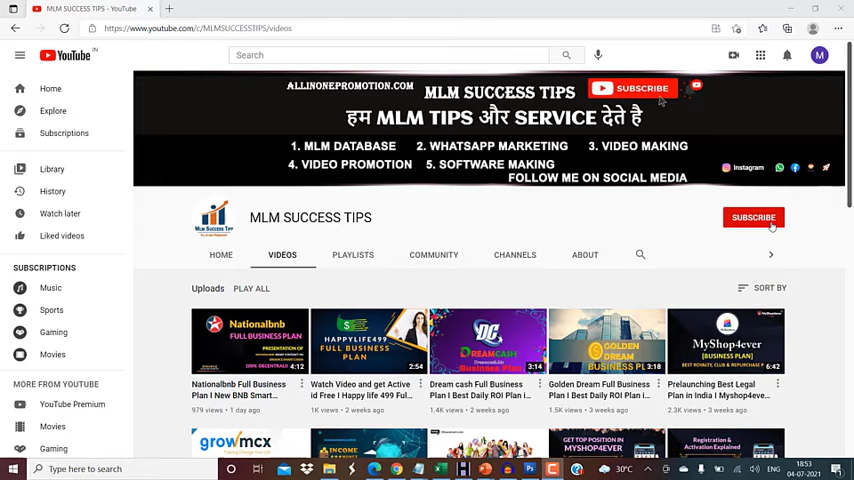 MLM SUCCESS TIPS - YouTube
https://www.youtube.com/c/MLMSUCCESSTIPS/videos
YouTube IN
Search
M
Home
Explore
Subscriptions
Library
History
Watch later
Liked videos
SUBSCRIPTIONS
Music
Sports
Gaming
Movies
MORE FROM YOUTUBE
YouTube Premium
Movies
Gaming
ALLINONEPROMOTION.COM
MLM SUCCESS TIPS
SUBSCRIBE
हम MLM TIPS और SERVICE देते है
1. MLM DATABASE 2. WHATSAPP MARKETING 3. VIDEO MAKING
4. VIDEO PROMOTION 5. SOFTWARE MAKING
FOLLOW ME ON SOCIAL MEDIA
Instagram
MLM SUCCESS TIPS
SUBSCRIBE
HOME VIDEOS PLAYLISTS COMMUNITY CHANNELS ABOUT
Uploads PLAY ALL
SORT BY
Nationalbnb
FULL BUSINESS PLAN
4:12
Nationalbnb Full Business
Plan I New BNB Smart...
979 views • 1 day ago
HAPPYLIFE499
FULL BUSINESS
PLAN
2:54
Watch Video and get Active
id Free I Happy life 499 Ful...
1K views • 2 weeks ago
DC
DREAMCASH
3:14
Dream cash Full Business
Plan I Best Daily ROI Plan i...
1.4K views • 2 weeks ago
GOLDEN
DREAM
BUSINESS PLAN
3:18
Golden Dream Full Business
Plan I Best Daily ROI Plan i...
1.5K views • 3 weeks ago
MyShop4ever
[BUSINESS PLAN]
BEST ROYALTY, CLUB & REPURCHASE P
6:42
Prelaunching Best Legal
Plan in India I Myshop4eve...
2.3K views • 3 weeks ago
growmcx
INCOME
GET TOP POSITION IN
MYSHOP4EVER
Registration &
Activation Explained
Type here to search
30°C
ENG
18:53
04-07-2021